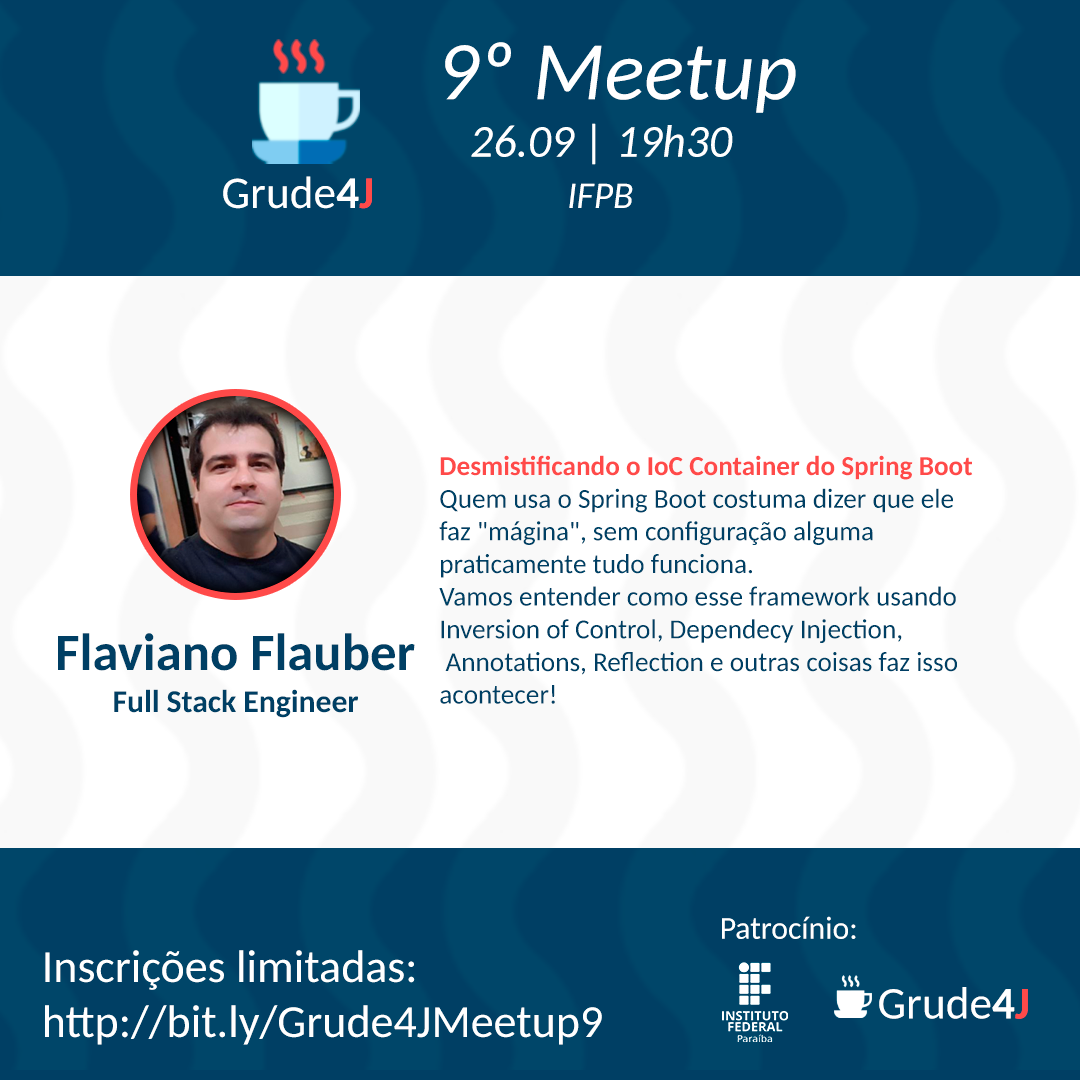 9º Meetup
26.09 | 19h30
IFPB
Grude4J
Desmistificando o IoC Container do Spring Boot
Quem usa o Spring Boot costuma dizer que ele
faz "mágina", sem configuração alguma
praticamente tudo funciona.
Vamos entender como esse framework usando
Inversion of Control, Dependecy Injection,
Annotations, Reflection e outras coisas faz isso
acontecer!
Flaviano Flauber
Full Stack Engineer
Inscrições limitadas:
http://bit.ly/Grude4JMeetup9
Patrocínio:
INSTITUTO
FEDERAL
Paraíba
Grude4J